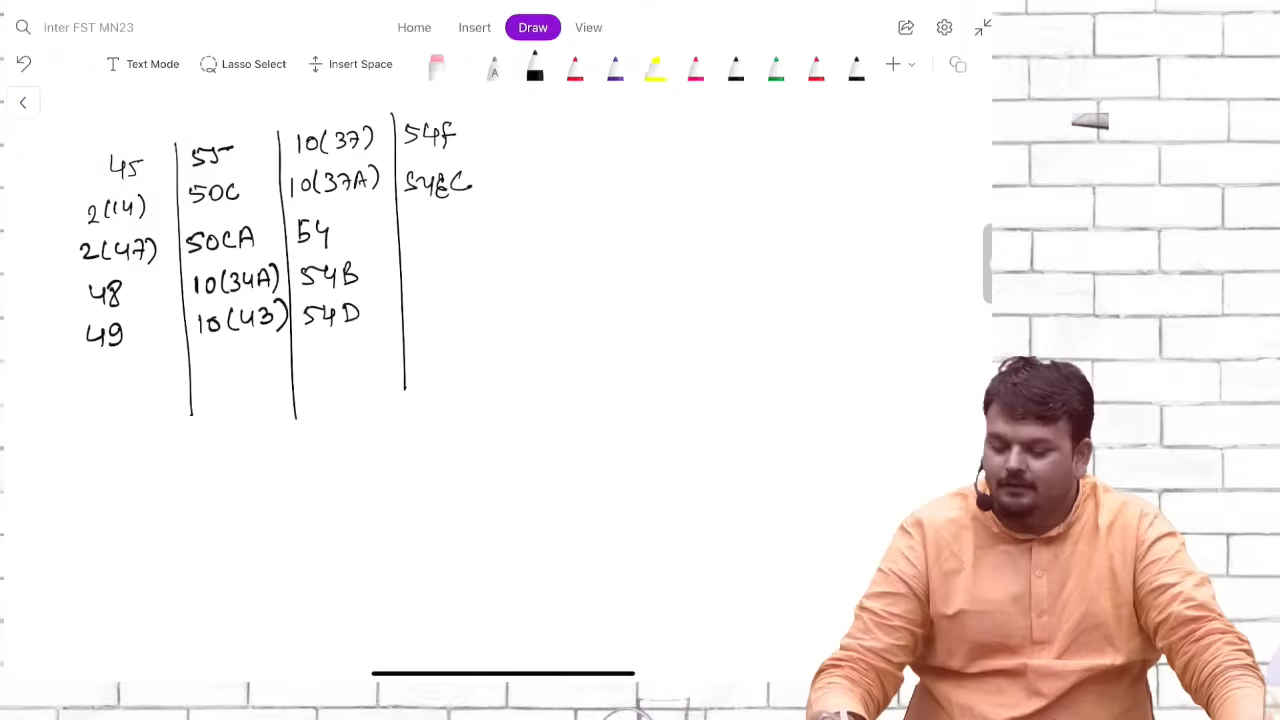 inter FST MN23
Home Insert Draw View
Text Mode Lasso Select Insert Space
45
2(14)
2(47)
48
49
55
50C
50CA
10(34A)
10(43)
10(37)
10(37A)
54
54B
54D
54F
54EC